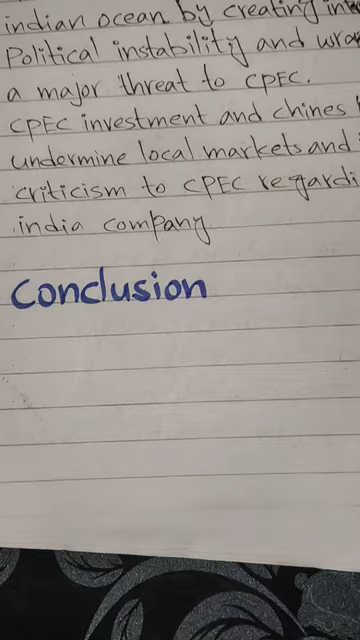 indian ocean by creating
Political instability and
a major threat to CPEC.
CPEC investment and chines
undermine local markets and
criticism to CPEC regardi
india company
Conclusion